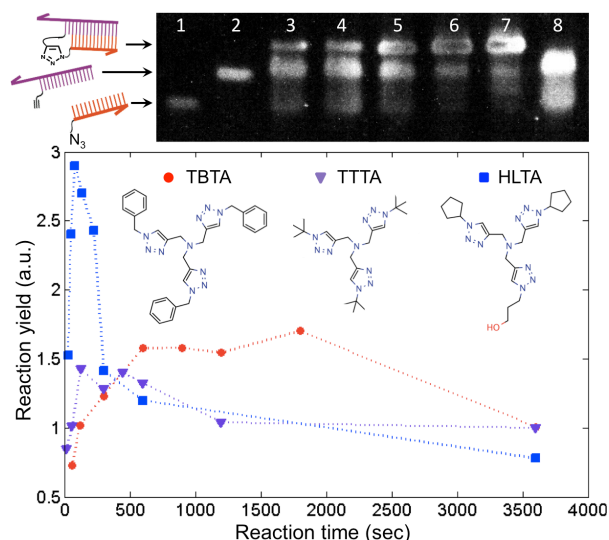 1 2 3 4 5 6 7 8
N N N
N3
3
2.5
2
1.5
1
0.5
0 500 1000 1500 2000 2500 3000 3500 4000
Reaction yield (a.u.)
Reaction time (sec)
TBTA TTTA HLTA
N N N N N N
N
N N N
N N N N N N
N
N N N
N N N N N N
N
N N N
HO